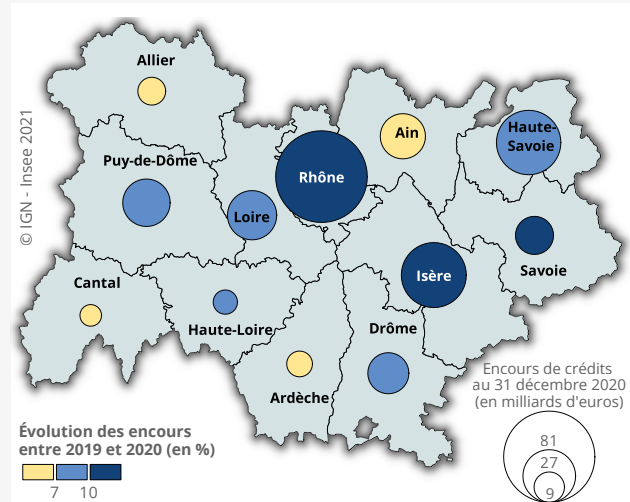 Allier
© IGN - Insee 2021
Ain
Haute-
Savoie
Puy-de-Dôme
Rhône
Loire
Isère
Savoie
Cantal
Haute-Loire
Drôme
Ardèche
Encours de crédits
au 31 décembre 2020
(en milliards d'euros)
81
27
9
Évolution des encours
entre 2019 et 2020 (en %)
7 10